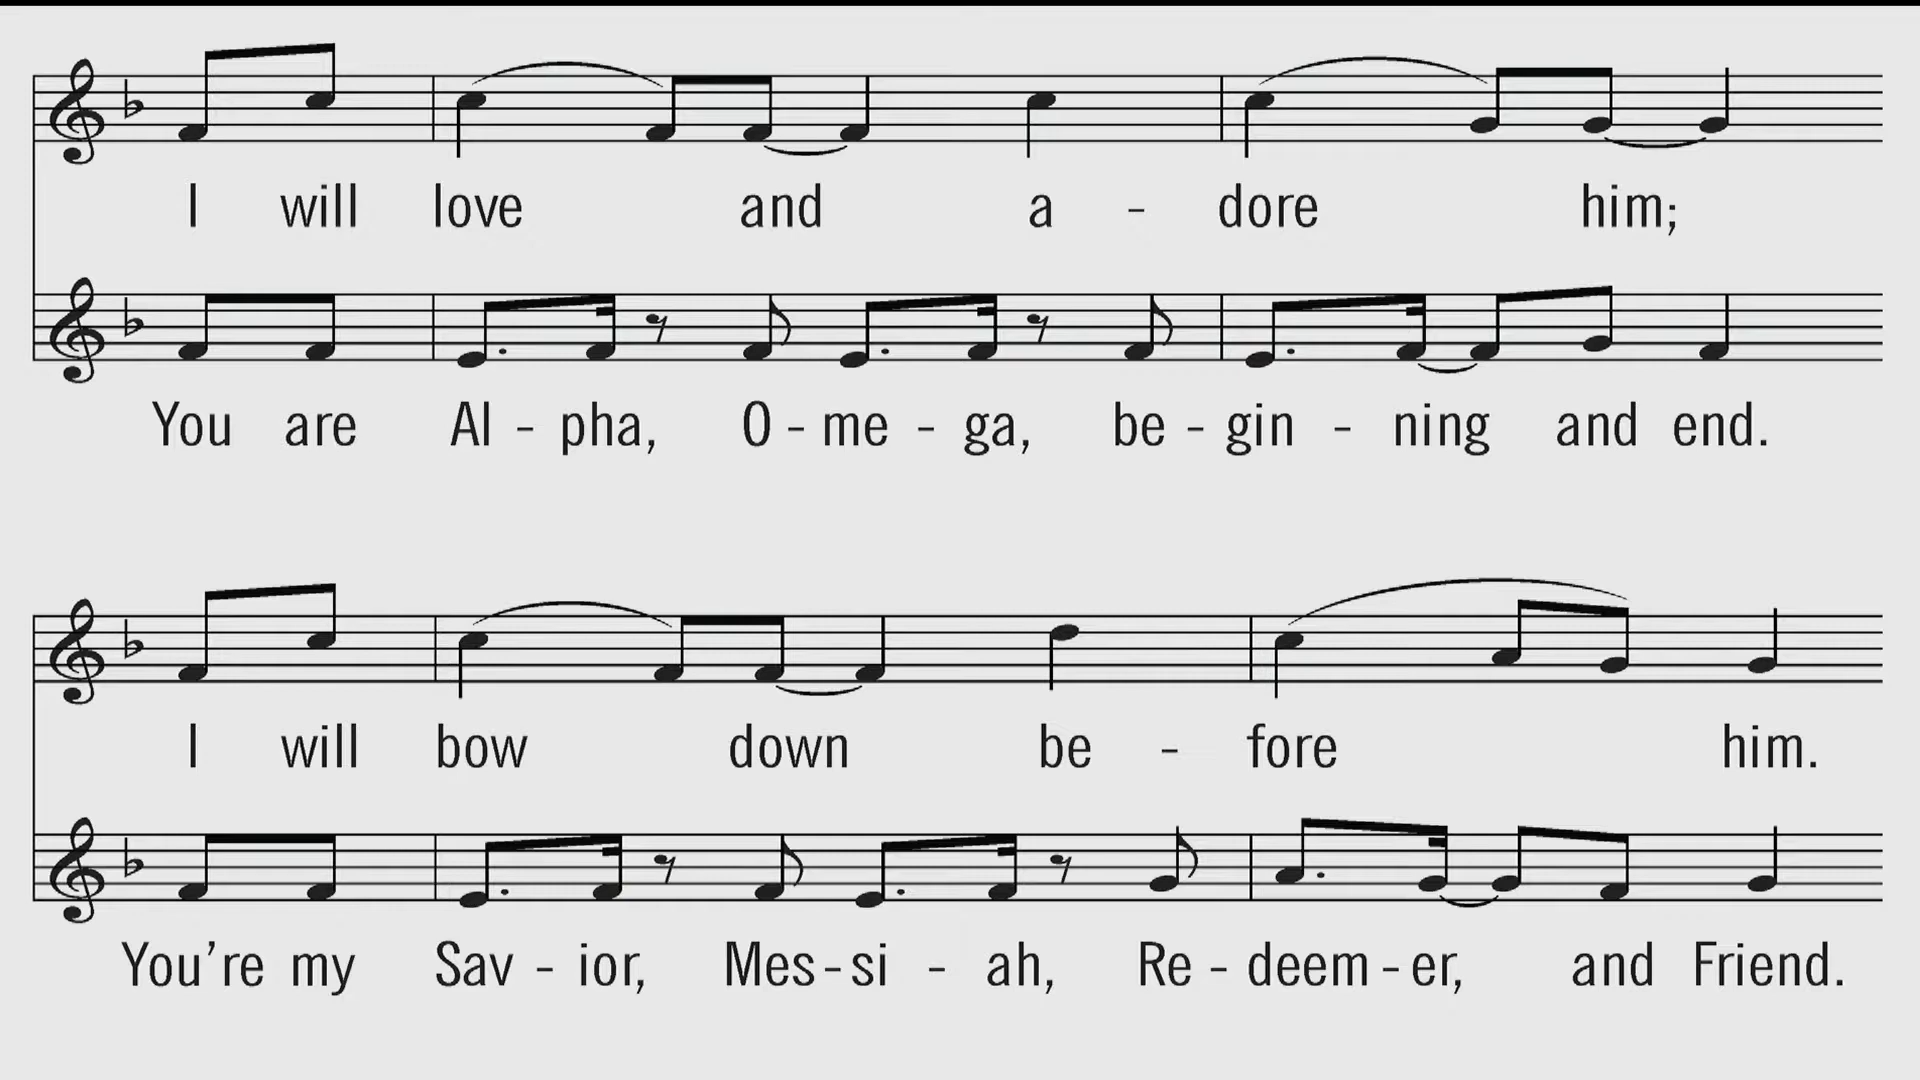 I will love and a - dore him;
You are Al - pha, O - me - ga, be - gin - ning and end.
I will bow down be - fore him.
You're my Sav - ior, Mes - si - ah, Re - deem - er, and Friend.